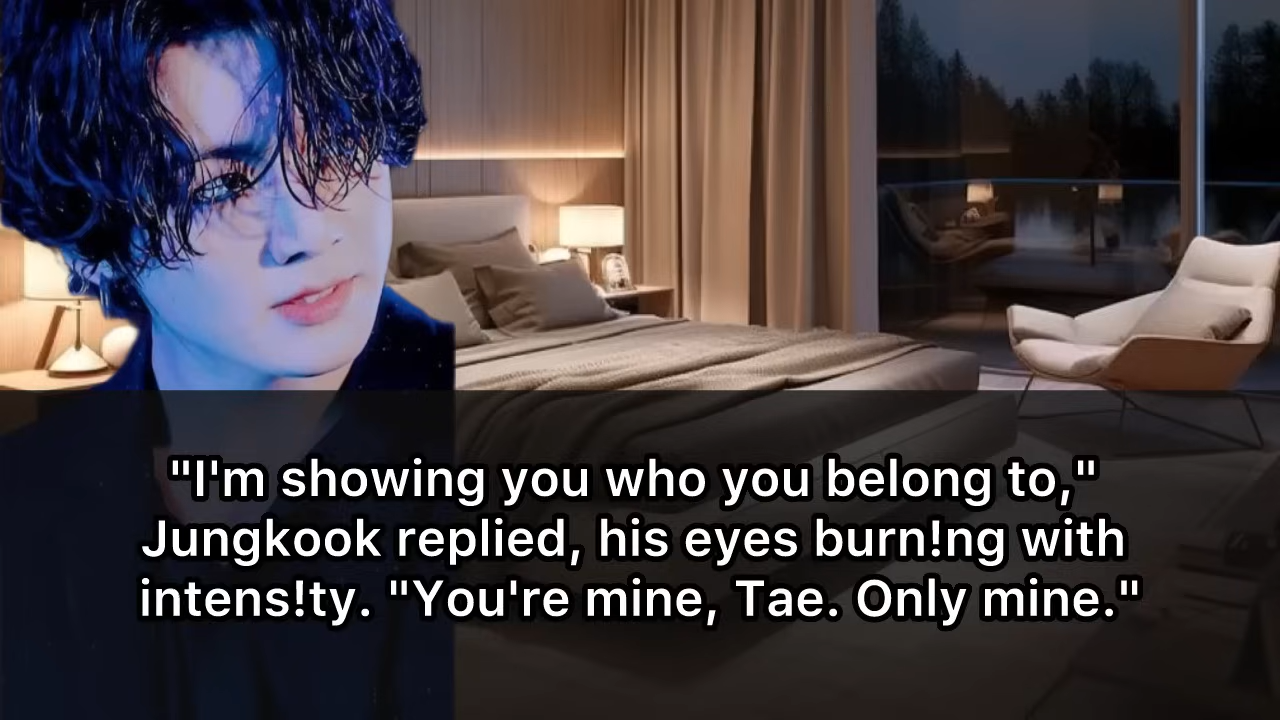 "I'm showing you who you belong to,"
Jungkook replied, his eyes burn!ng with
intens!ty. "You're mine, Tae. Only mine."